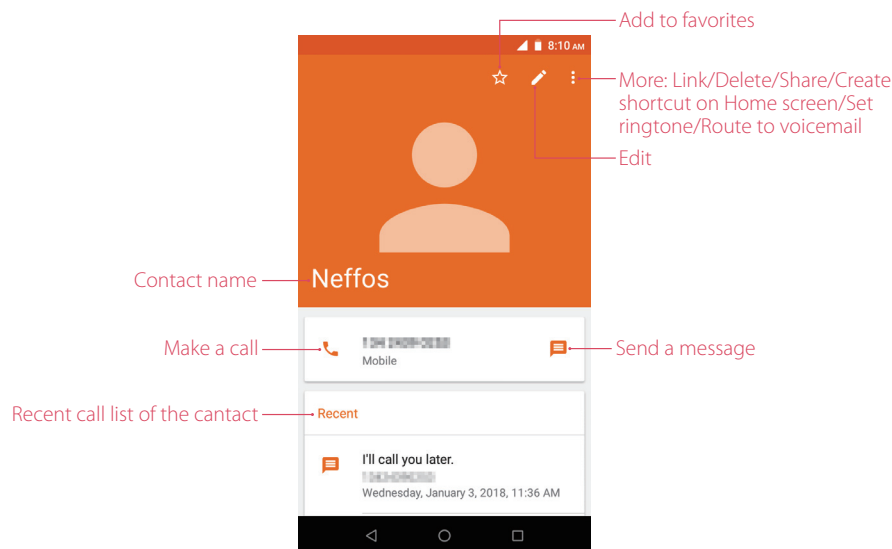 Add to favorites
8:10 AM
More: Link/Delete/Share/Create
shortcut on Home screen/Set
ringtone/Route to voicemail
Edit
Contact name
Neffos
Make a call
Mobile
Send a message
Recent call list of the cantact
Recent
I'll call you later.
Wednesday, January 3, 2018, 11:36 AM